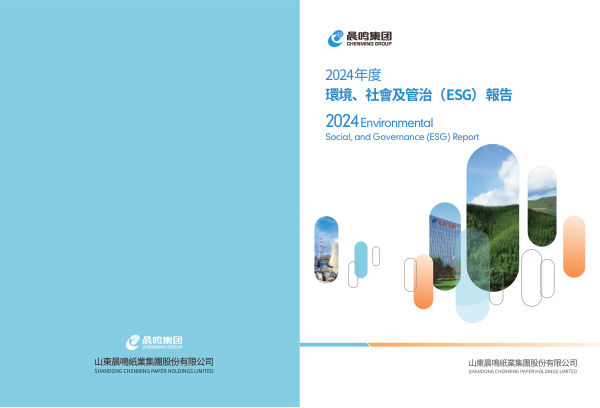 晨鸣集团
CHENMING GROUP
山東晨鳴紙業集團股份有限公司
SHANDONG CHENMING PAPER HOLDINGS LIMITED
晨鸣集团
CHENMING GROUP
2024年度
環境、社會及管治（ESG）報告
2024 Environmental
Social, and Governance (ESG) Report
山東晨鳴紙業集團股份有限公司
SHANDONG CHENMING PAPER HOLDINGS LIMITED